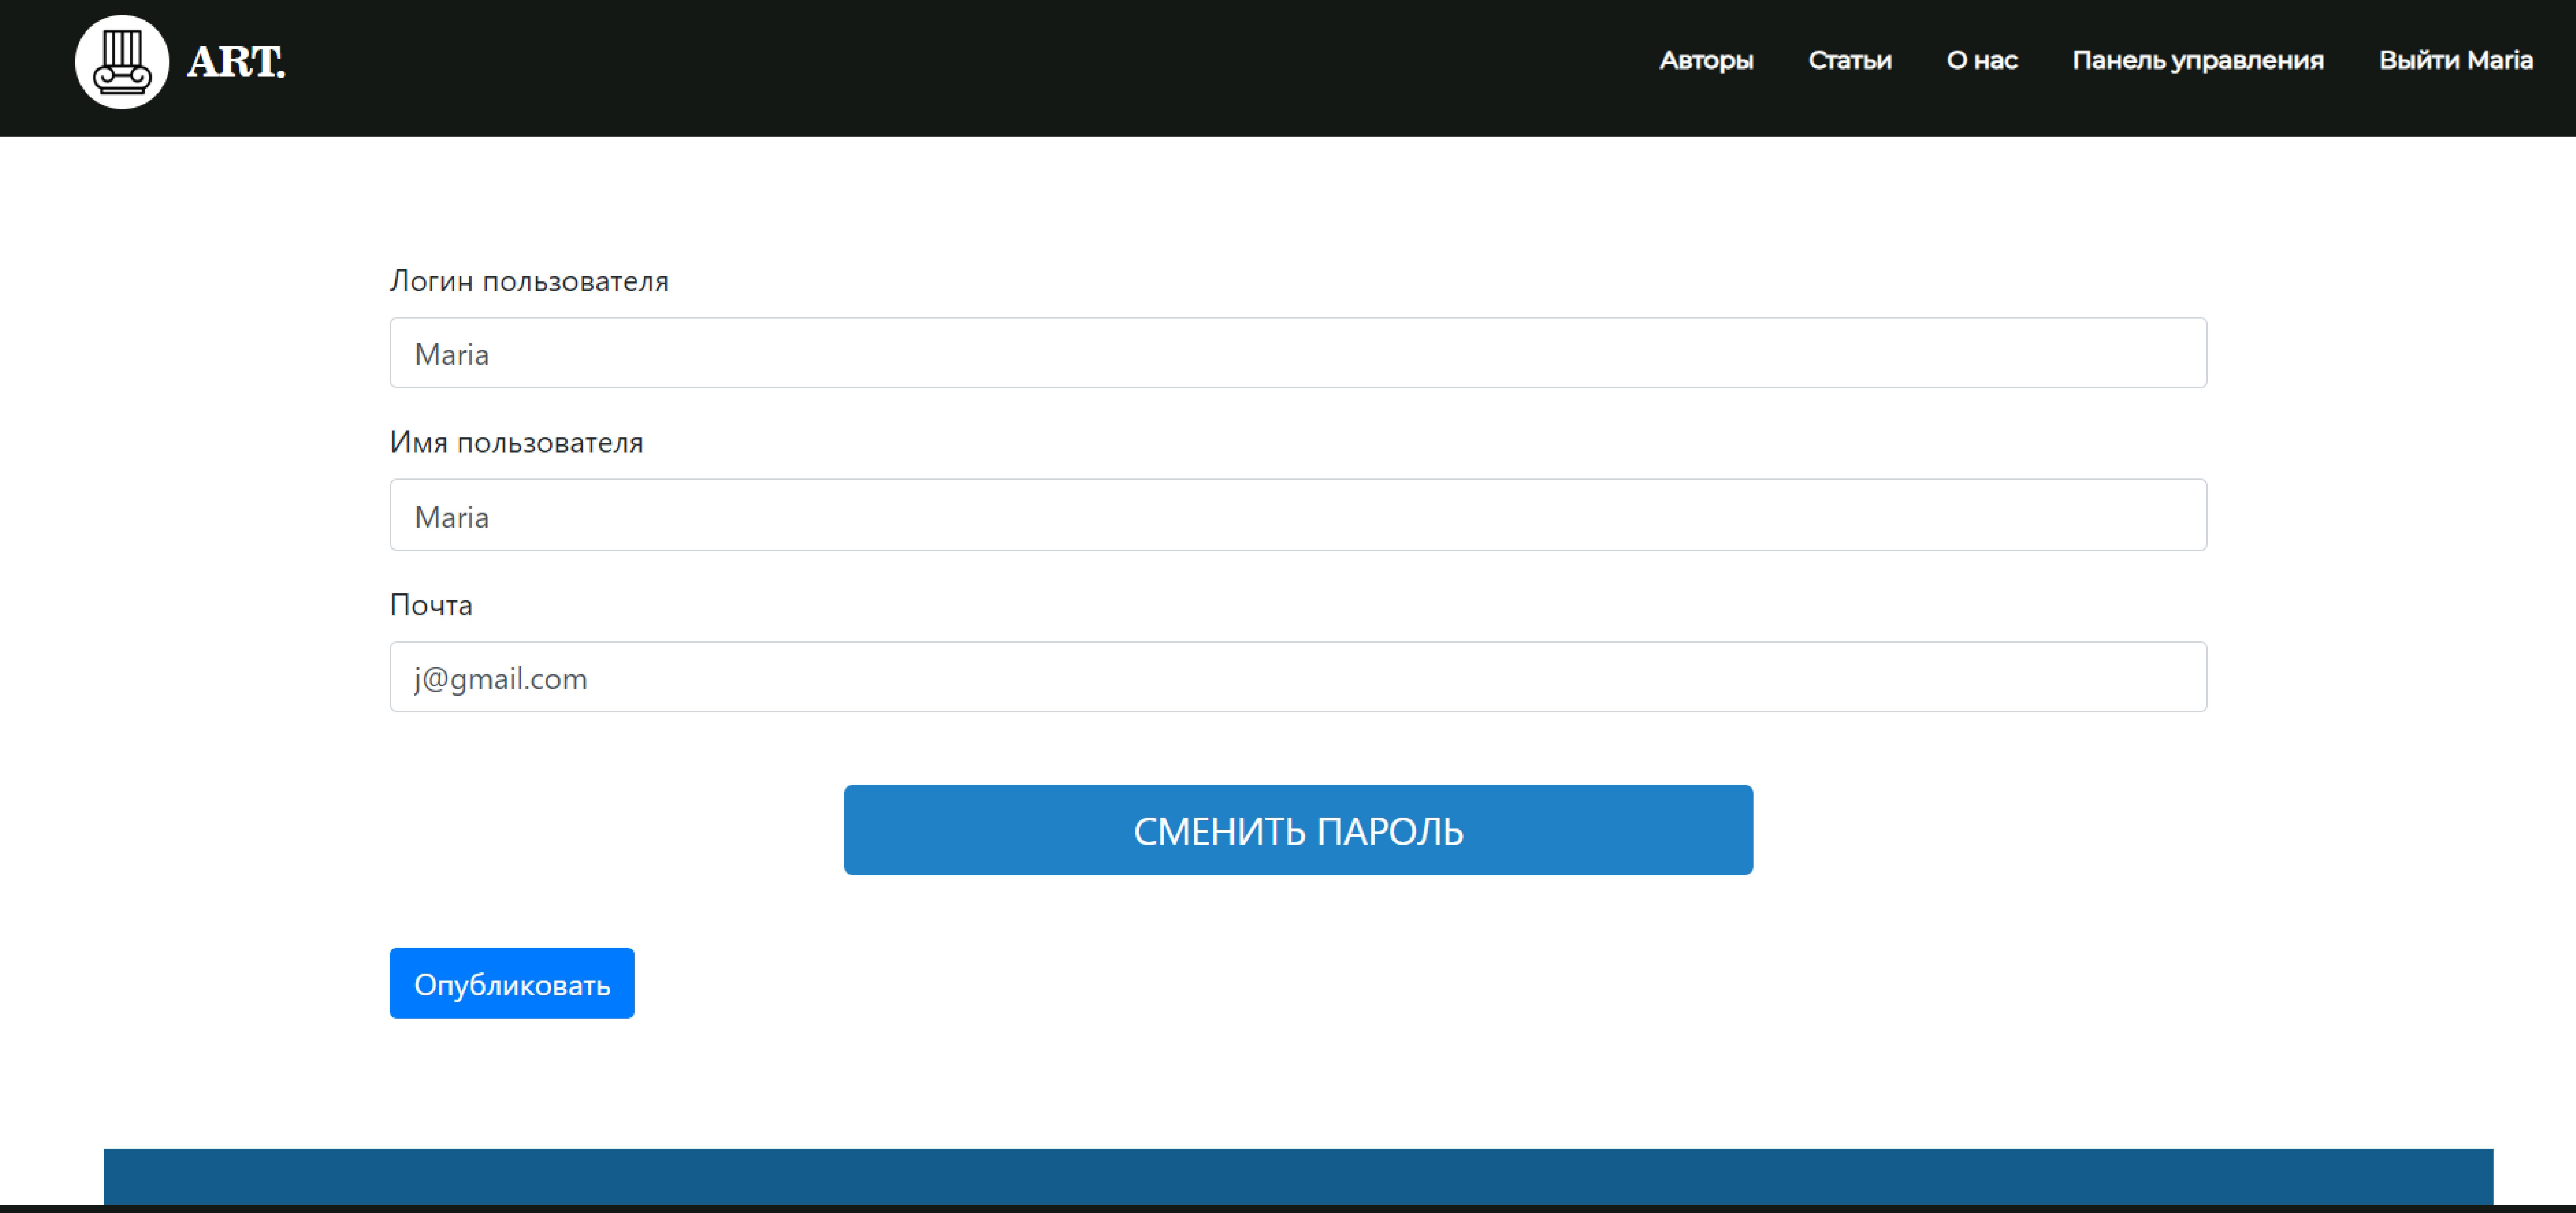 ART.
Авторы Статьи О нас Панель управления Выйти Maria
Логин пользователя
Maria
Имя пользователя
Maria
Почта
j@gmail.com
СМЕНИТЬ ПАРОЛЬ
Опубликовать